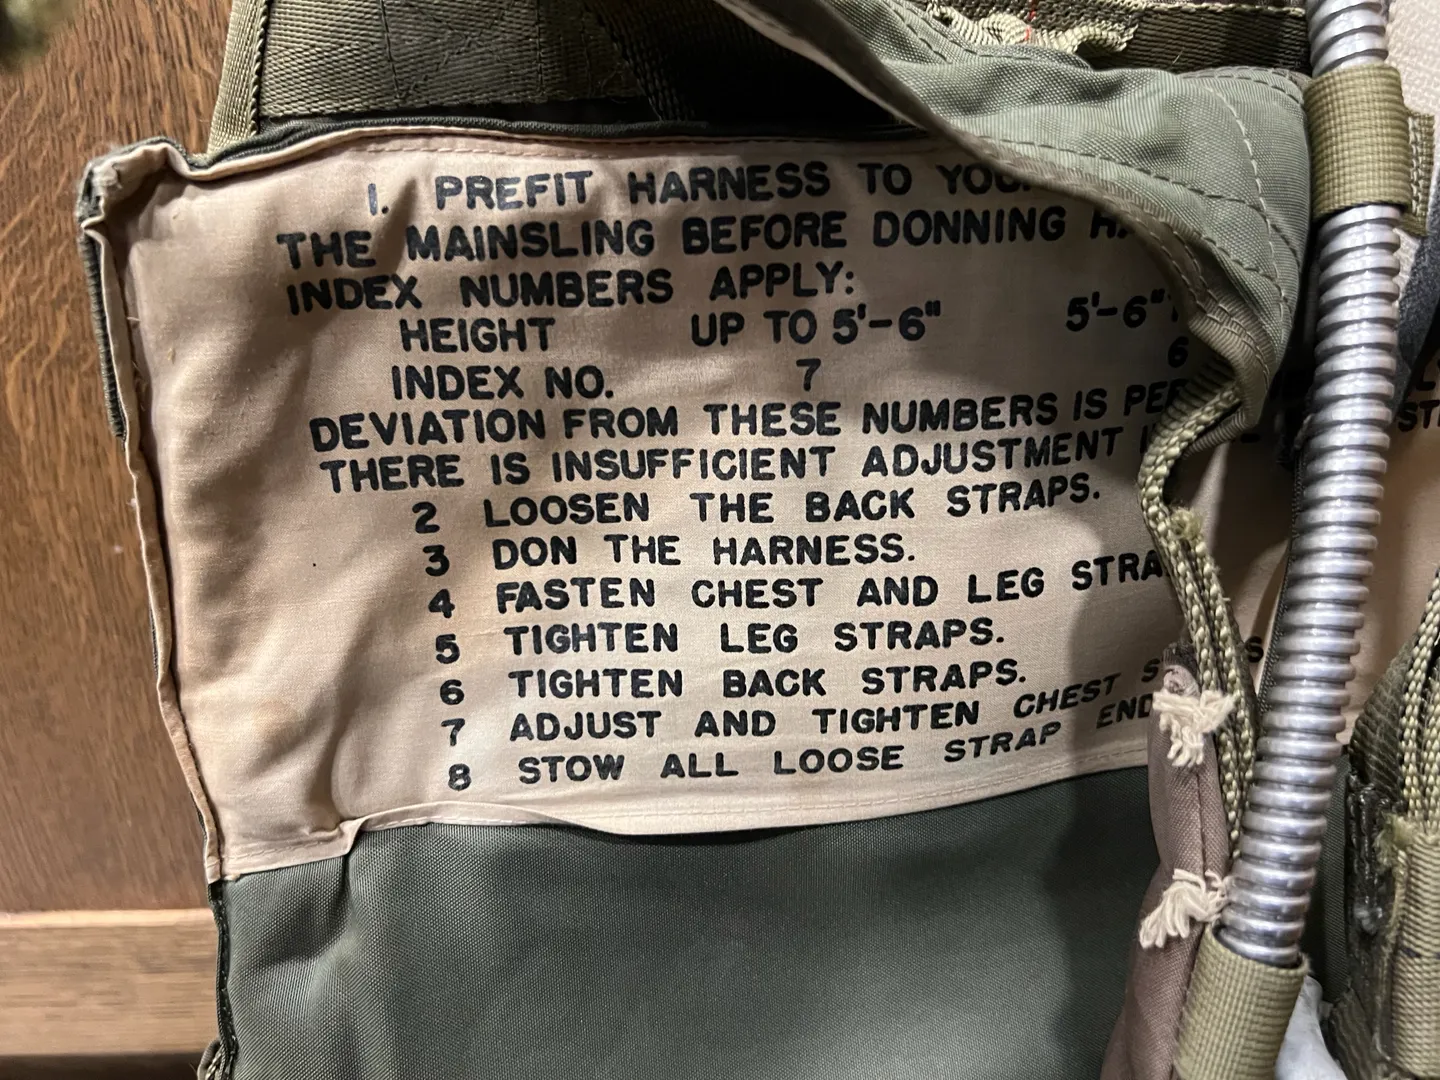 1. PREFIT HARNESS TO
THE MAINSLING BEFORE DONNING
INDEX NUMBERS APPLY:
HEIGHT UP TO 5'-6" 5'-6"
INDEX NO. 7 6
DEVIATION FROM THESE NUMBERS IS
THERE IS INSUFFICIENT ADJUSTMENT
2 LOOSEN THE BACK STRAPS.
3 DON THE HARNESS.
4 FASTEN CHEST AND LEG
5 TIGHTEN LEG STRAPS.
6 TIGHTEN BACK STRAPS.
7 ADJUST AND TIGHTEN CHEST
8 STOW ALL LOOSE STRAP